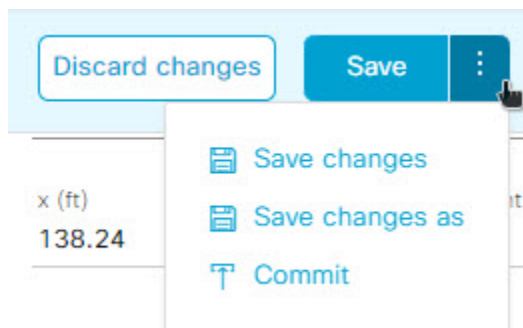 Discard changes
Save
Save changes
x (ft)
Save changes as
138.24
Commit